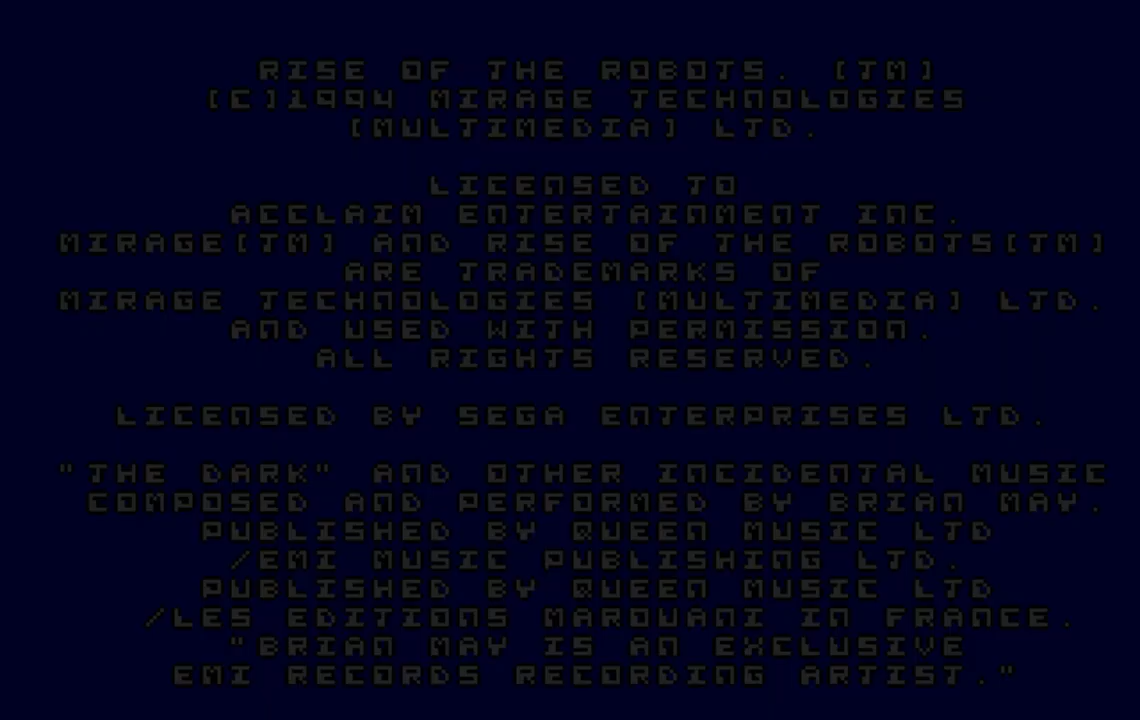 RISE OF THE ROBOTS. [TM]
[C]1994 MIRAGE TECHNOLOGIES
[MULTIMEDIA] LTD.
LICENSED TO
ACCLAIM ENTERTAINMENT INC.
MIRAGE[TM] AND RISE OF THE ROBOTS[TM]
ARE TRADEMARKS OF
MIRAGE TECHNOLOGIES [MULTIMEDIA] LTD.
AND USED WITH PERMISSION.
ALL RIGHTS RESERVED.
LICENSED BY SEGA ENTERPRISES LTD.
"THE DARK" AND OTHER INCIDENTAL MUSIC
COMPOSED AND PERFORMED BY BRIAN MAY.
PUBLISHED BY QUEEN MUSIC LTD
/EMI MUSIC PUBLISHING LTD.
PUBLISHED BY QUEEN MUSIC LTD
/LES EDITIONS MAROUANI IN FRANCE.
"BRIAN MAY IS AN EXCLUSIVE
EMI RECORDS RECORDING ARTIST."